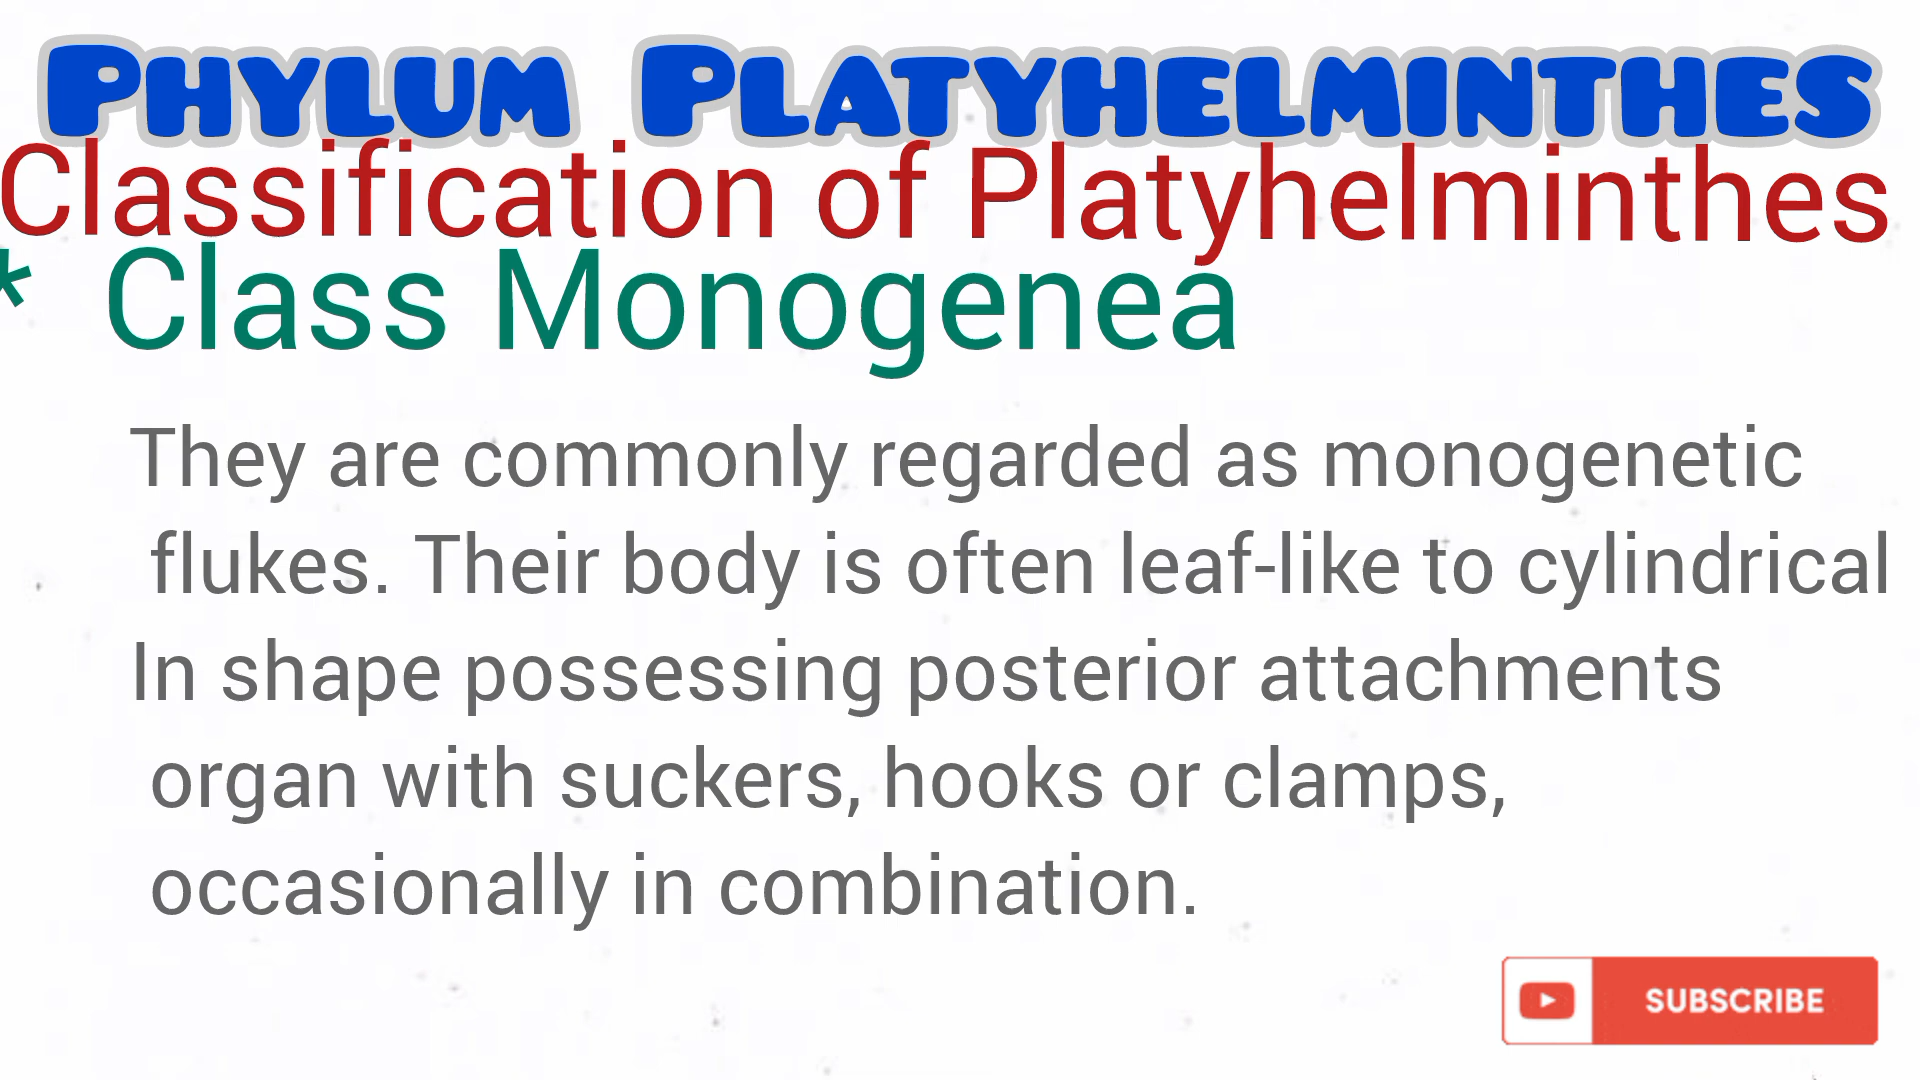 PHYLUM PLATYHELMINTHES
Classification of Platyhelminthes
* Class Monogenea
They are commonly regarded as monogenetic
flukes. Their body is often leaf-like to cylindrical
In shape possessing posterior attachments
organ with suckers, hooks or clamps,
occasionally in combination.
SUBSCRIBE